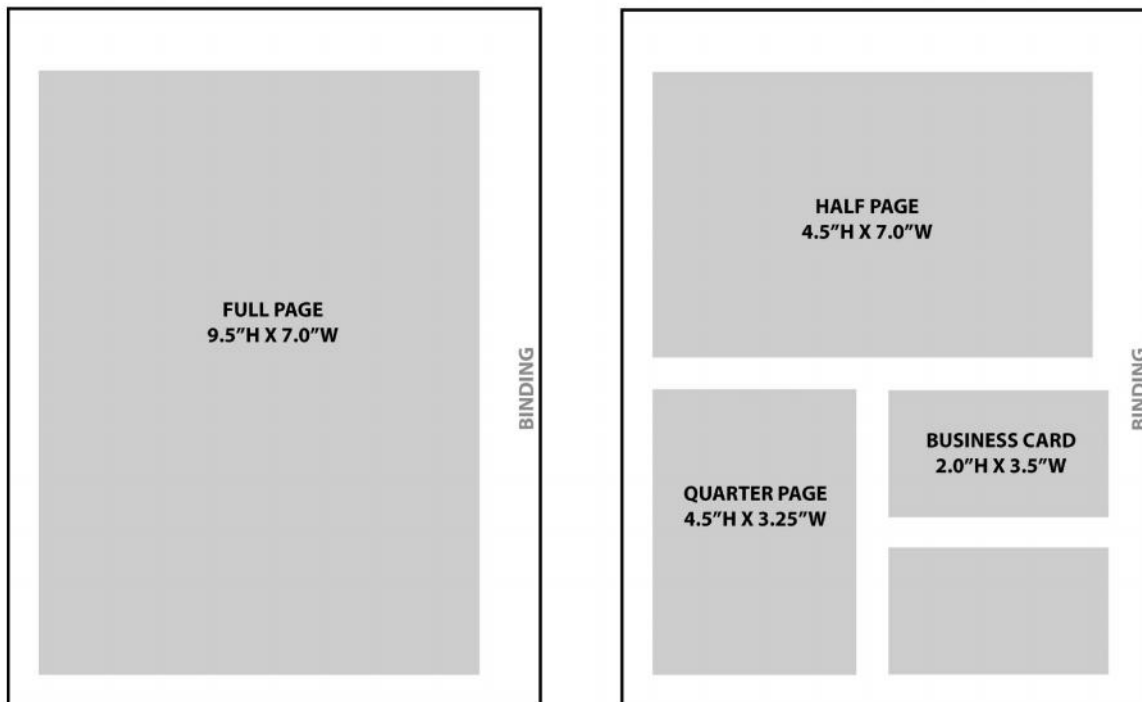 FULL PAGE
9.5”H X 7.0”W
BINDING
HALF PAGE
4.5”H X 7.0”W
QUARTER PAGE
4.5”H X 3.25”W
BUSINESS CARD
2.0”H X 3.5”W
BINDING